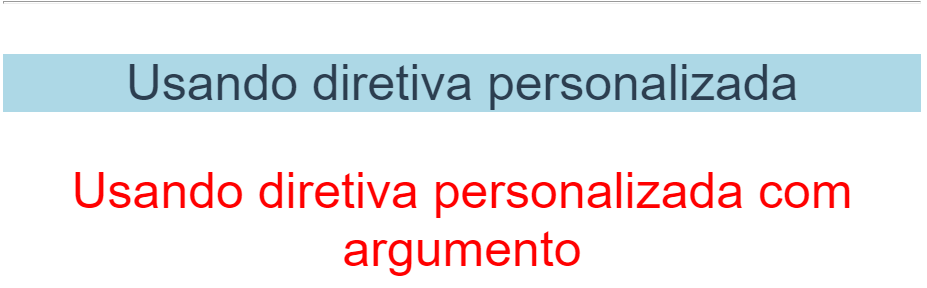 Usando diretiva personalizada
Usando diretiva personalizada com
argumento